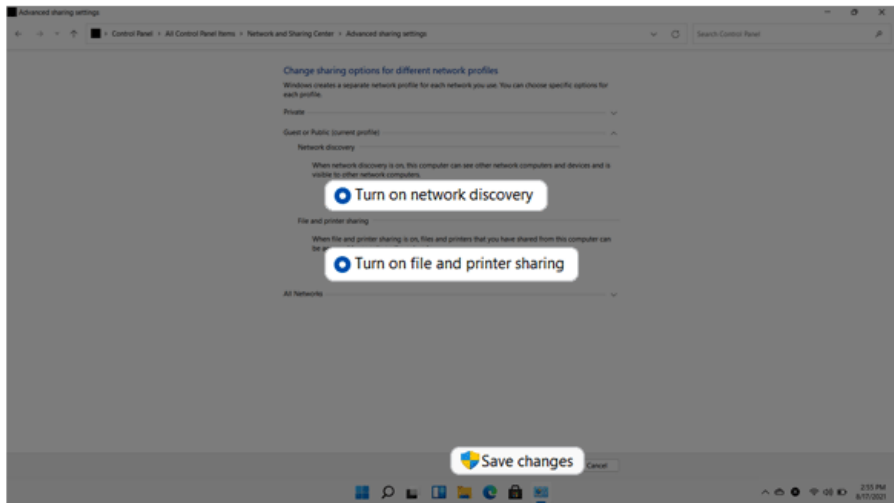 Advanced sharing settings
Control Panel > All Control Panel Items > Network and Sharing Center > Advanced sharing settings
Search Control Panel
Change sharing options for different network profiles
Windows creates a separate network profile for each network you use. You can choose specific options for
each profile.
Private
Guest or Public (current profile)
Network discovery
When network discovery is on, this computer can see other network computers and devices and is
visible to other network computers.
Turn on network discovery
File and printer sharing
When file and printer sharing is on, files and printers that you have shared from this computer can
be
Turn on file and printer sharing
All Networks
Save changes
Cancel
2:55 PM
8/17/2021